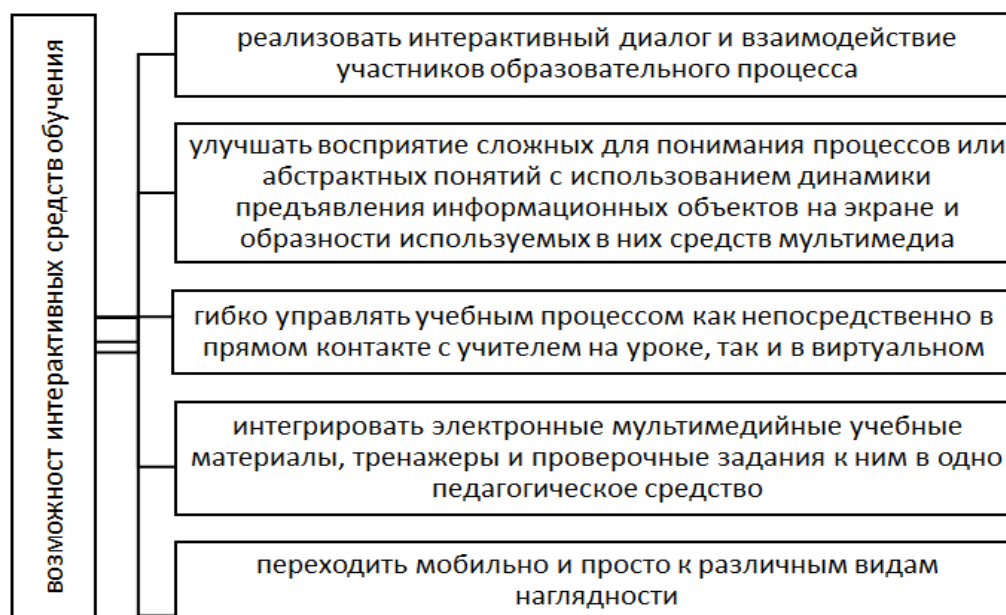 возможност интерактивных средств обучения
реализовать интерактивный диалог и взаимодействие
участников образовательного процесса
улучшать восприятие сложных для понимания процессов или
абстрактных понятий с использованием динамики
предъявления информационных объектов на экране и
образности используемых в них средств мультимедиа
гибко управлять учебным процессом как непосредственно в
прямом контакте с учителем на уроке, так и в виртуальном
интегрировать электронные мультимедийные учебные
материалы, тренажеры и проверочные задания к ним в одно
педагогическое средство
переходить мобильно и просто к различным видам
наглядности